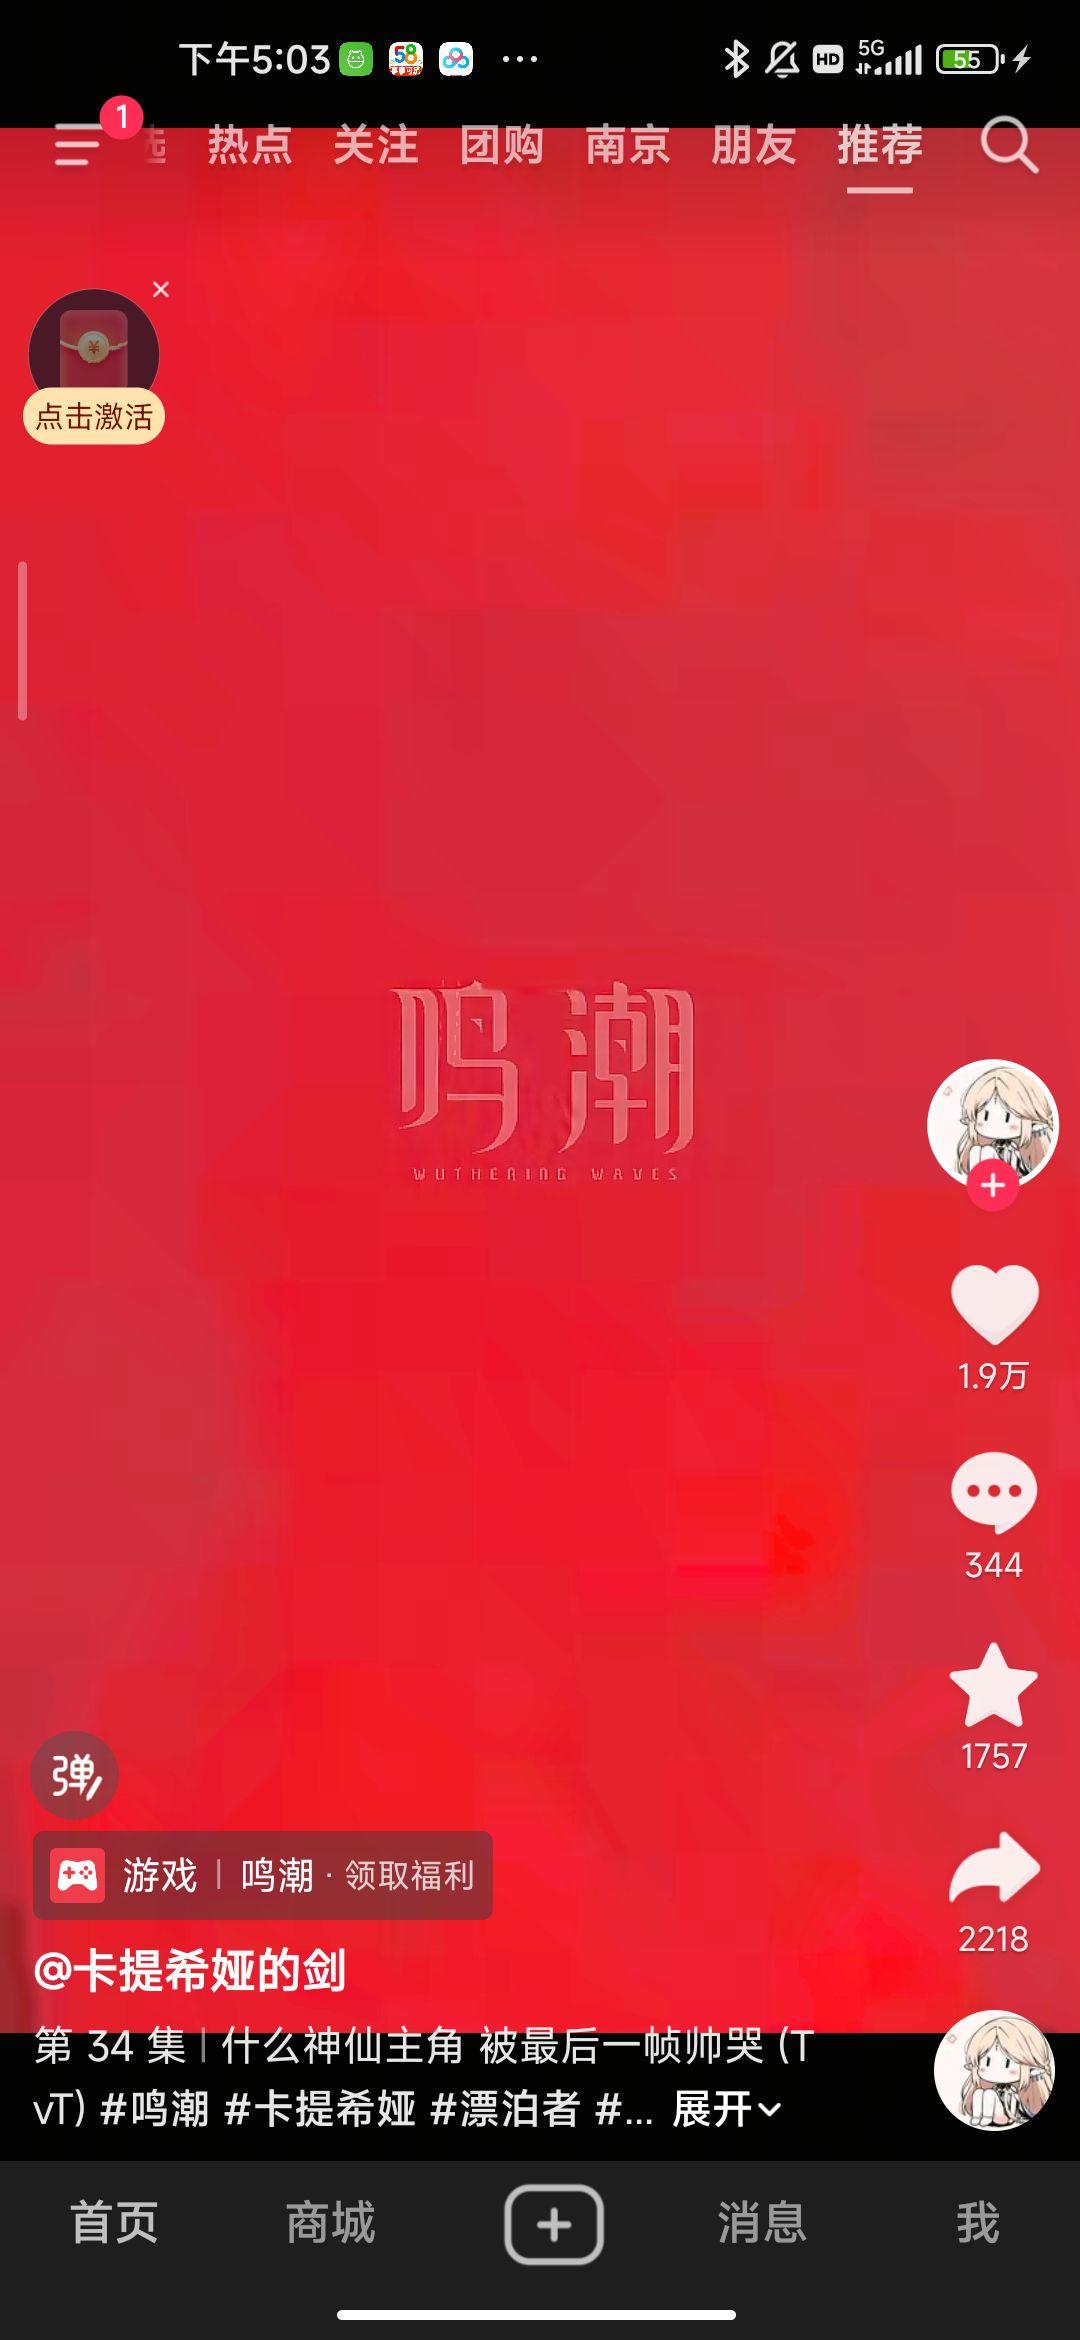 下午5:03
58
HD
5G
55
1
热点 关注 团购 南京 朋友 推荐
点击激活
鸣潮
WUTHERING WAVES
1.9万
344
1757
2218
弹
游戏 | 鸣潮 · 领取福利
@卡提希娅的剑
第 34 集 | 什么神仙主角 被最后一帧帅哭 (T
vT) #鸣潮 #卡提希娅 #漂泊者 #... 展开
首页 商城 消息 我